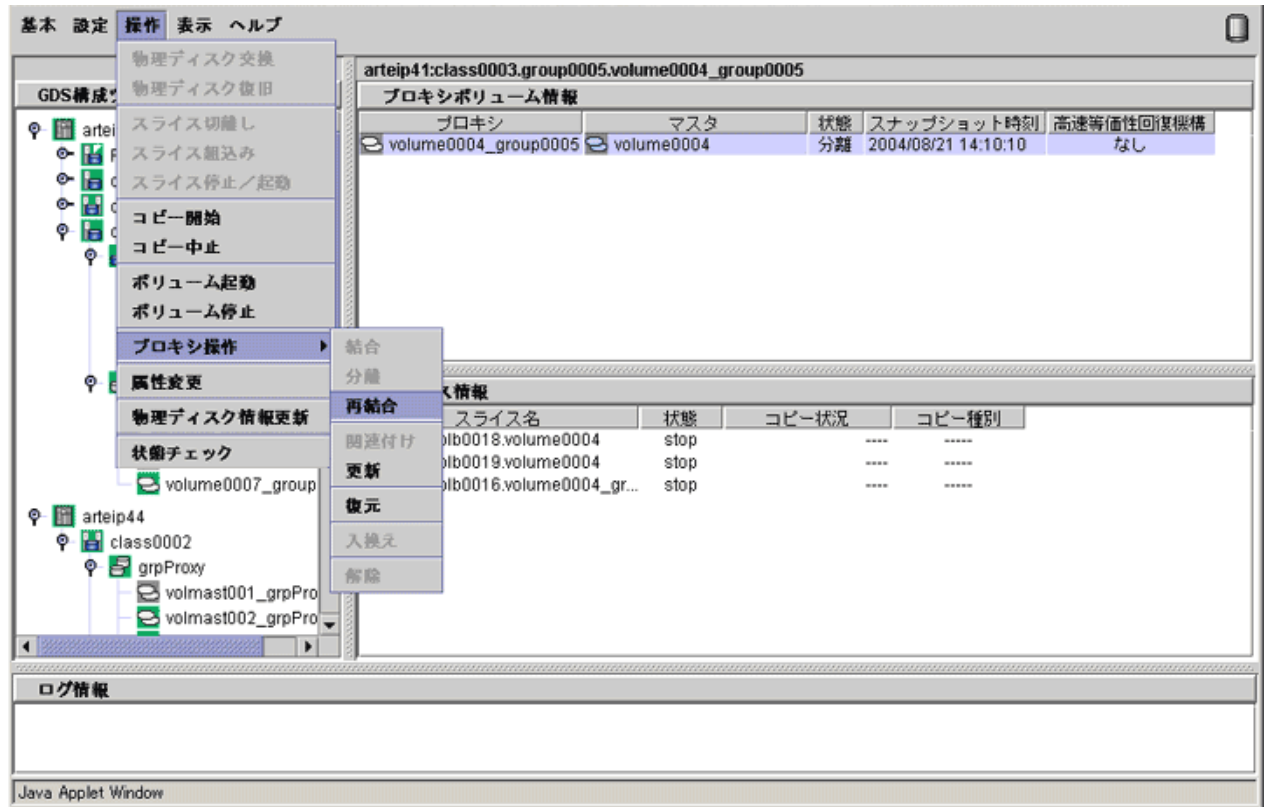 基本 設定 操作 表示 ヘルプ
物理ディスク交換
物理ディスク復旧
スライス切離し
スライス組込み
スライス停止／起動
コピー開始
コピー中止
ボリューム起動
ボリューム停止
プロキシ操作
属性変更
物理ディスク情報更新
状態チェック
結合
分離
再結合
関連付け
更新
復元
入換え
解除
GDS構成
artei
volume0007_group
arteip44
class0002
grpProxy
volmast001_grpPro
volmast002_grpPro
arteip41:class0003.group0005.volume0004_group0005
プロキシボリューム情報
プロキシ マスタ 状態 スナップショット時刻 高速等価性回復機構
volume0004_group0005 volume0004 分離 2004/08/21 14:10:10 なし
情報
スライス名 状態 コピー状況 コピー種別
lb0018.volume0004 stop ---- -----
lb0019.volume0004 stop ---- -----
lb0016.volume0004_gr... stop ---- -----
ログ情報
Java Applet Window